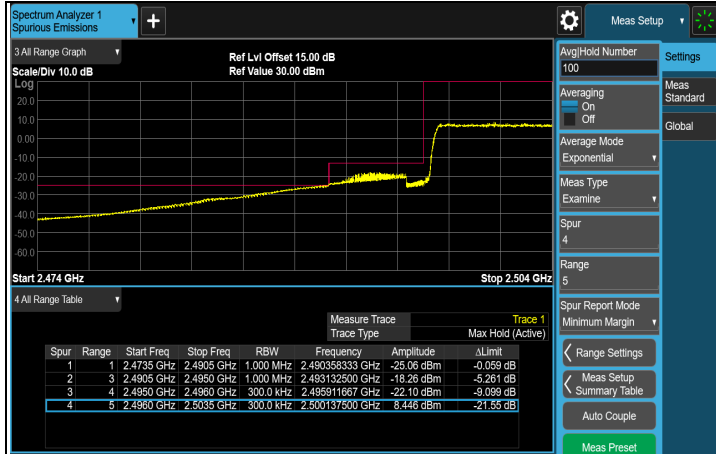 Spectrum Analyzer 1
Spurious Emissions
Meas Setup
3 All Range Graph
Ref Lvl Offset 15.00 dB
Scale/Div 10.0 dB
Ref Value 30.00 dBm
Log
20.0
10.0
0.00
-10.0
-20.0
-30.0
-40.0
-50.0
-60.0
Start 2.474 GHz
Stop 2.504 GHz
4 All Range Table
Measure Trace Trace 1
Trace Type Max Hold (Active)
Spur Range Start Freq Stop Freq RBW Frequency Amplitude ΔLimit
1 1 2.4735 GHz 2.4905 GHz 1.000 MHz 2.490358333 GHz -25.06 dBm -0.059 dB
2 3 2.4905 GHz 2.4950 GHz 1.000 MHz 2.493132500 GHz -18.26 dBm -5.261 dB
3 4 2.4950 GHz 2.4960 GHz 300.0 kHz 2.495911667 GHz -22.10 dBm -9.099 dB
4 5 2.4960 GHz 2.5035 GHz 300.0 kHz 2.500137500 GHz 8.446 dBm -21.55 dB
Avg|Hold Number
100
Averaging
On
Off
Average Mode
Exponential
Meas Type
Examine
Spur
4
Range
5
Spur Report Mode
Minimum Margin
Range Settings
Meas Setup
Summary Table
Auto Couple
Meas Preset
Settings
Meas
Standard
Global